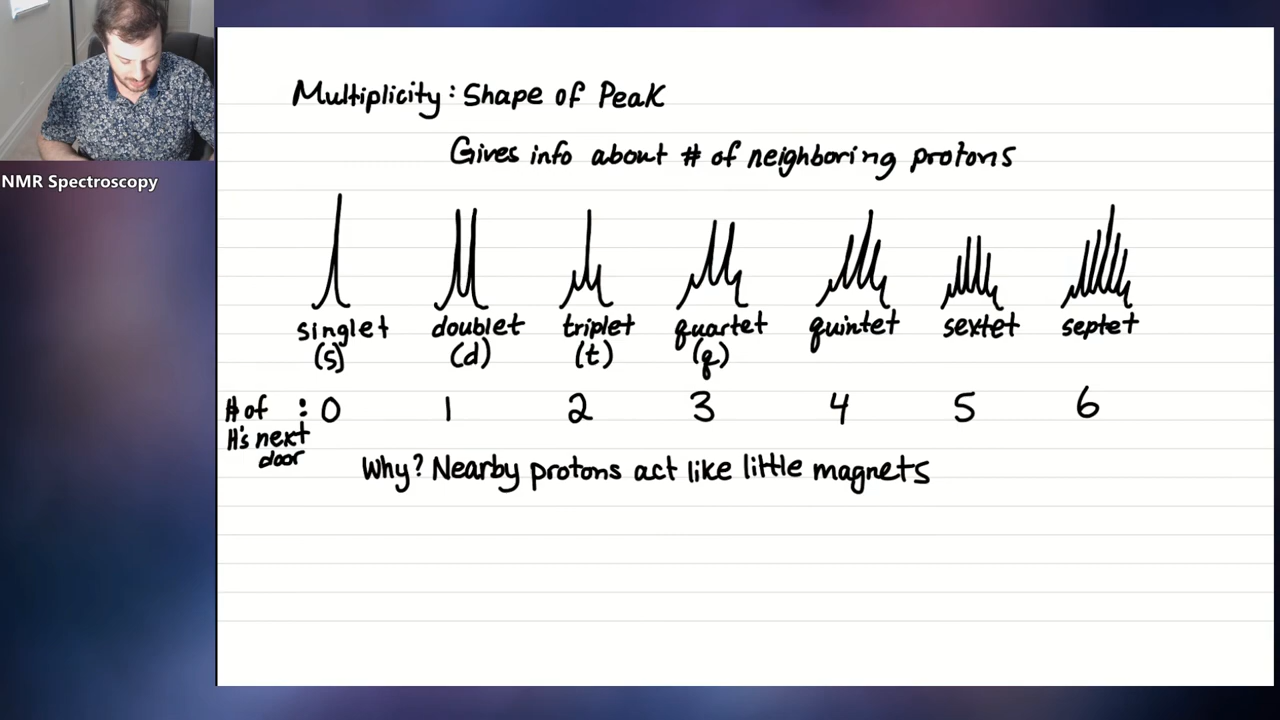 Multiplicity: Shape of Peak
Gives info about # of neighboring protons
NMR Spectroscopy
singlet doublet triplet quartet quintet sextet septet
(s) (d) (t) (q)
# of H's next door : 0 1 2 3 4 5 6
Why? Nearby protons act like little magnets